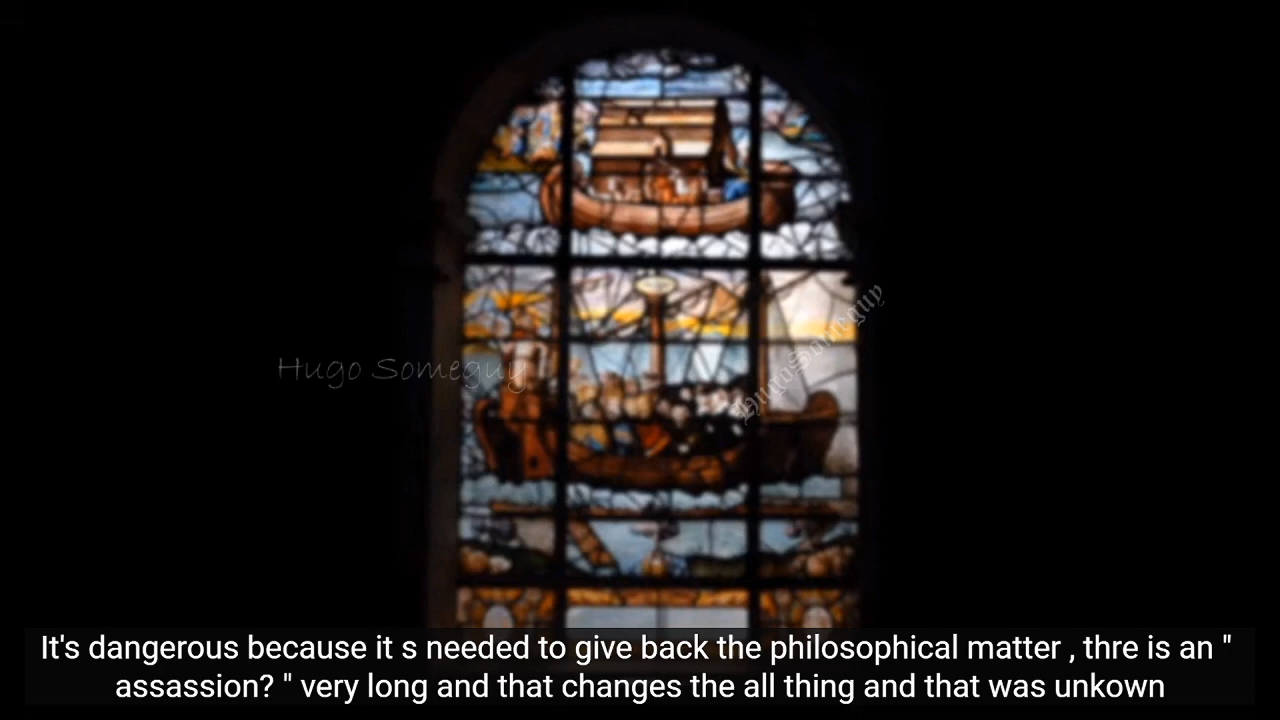 Hugo Someguy
HugoSomeguy
It's dangerous because it s needed to give back the philosophical matter , thre is an "
assassion? " very long and that changes the all thing and that was unkown